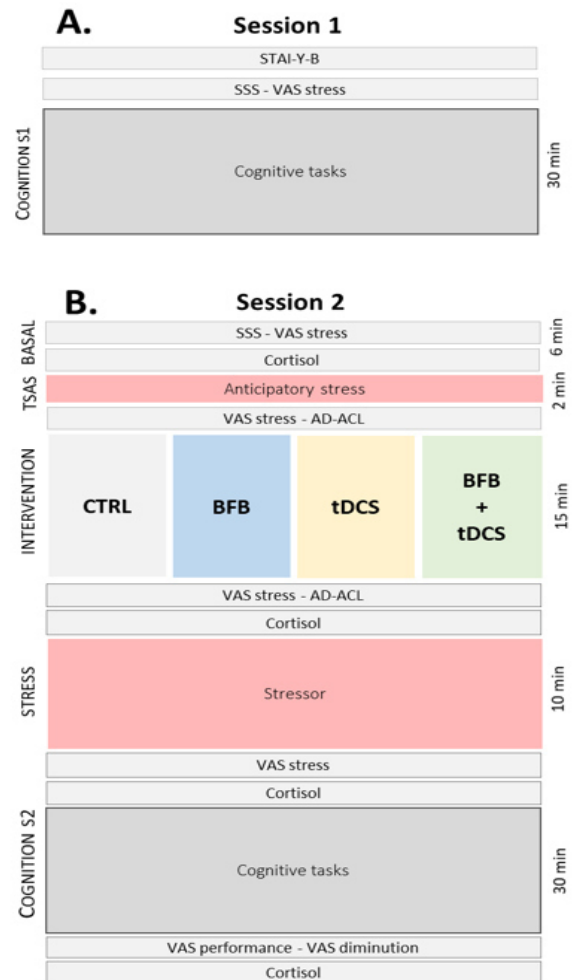 A.
Session 1
STAI-Y-B
SSS - VAS stress
COGNITION S1
Cognitive tasks
30 min
B.
Session 2
BASAL
SSS - VAS stress
6 min
Cortisol
TSAS
Anticipatory stress
2 min
VAS stress - AD-ACL
INTERVENTION
CTRL
BFB
tDCS
BFB
+
tDCS
15 min
VAS stress - AD-ACL
Cortisol
STRESS
Stressor
10 min
VAS stress
Cortisol
COGNITION S2
Cognitive tasks
30 min
VAS performance - VAS diminution
Cortisol